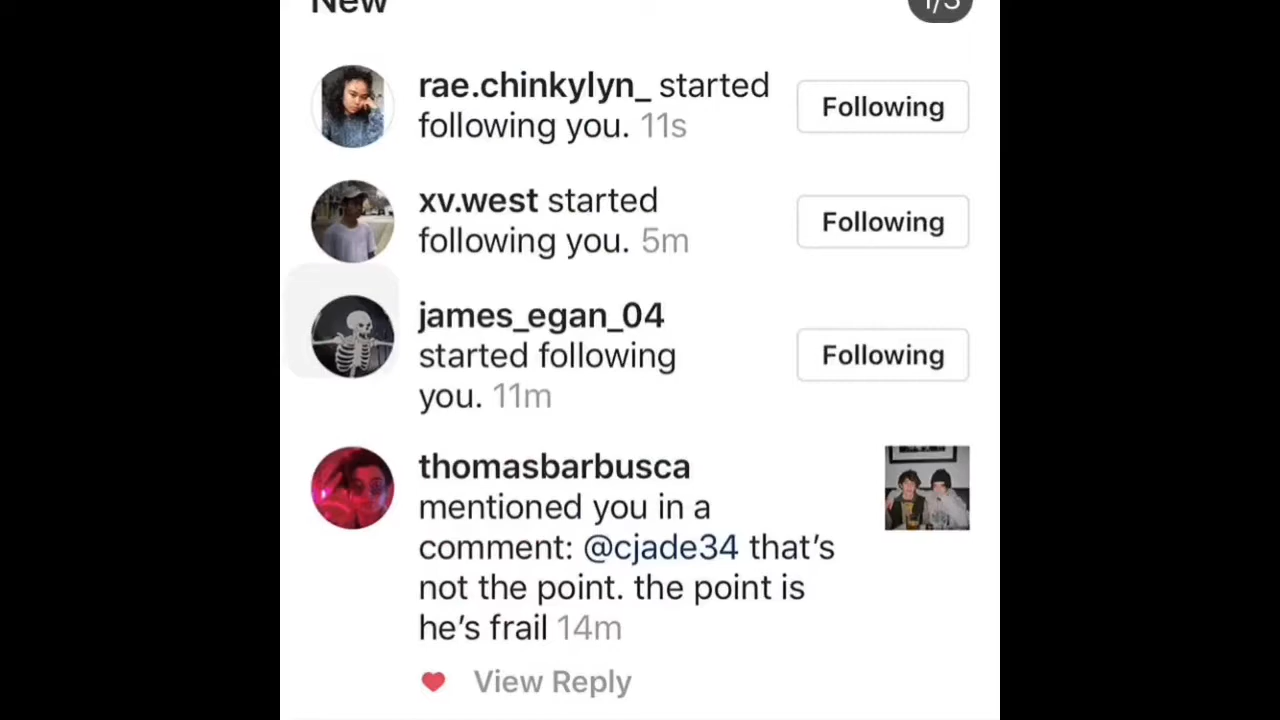 New
1/3
rae.chinkylyn_ started
following you. 11s
Following
xv.west started
following you. 5m
Following
james_egan_04
started following
you. 11m
Following
thomasbarbusca
mentioned you in a
comment: @cjade34 that’s
not the point. the point is
he’s frail 14m
View Reply